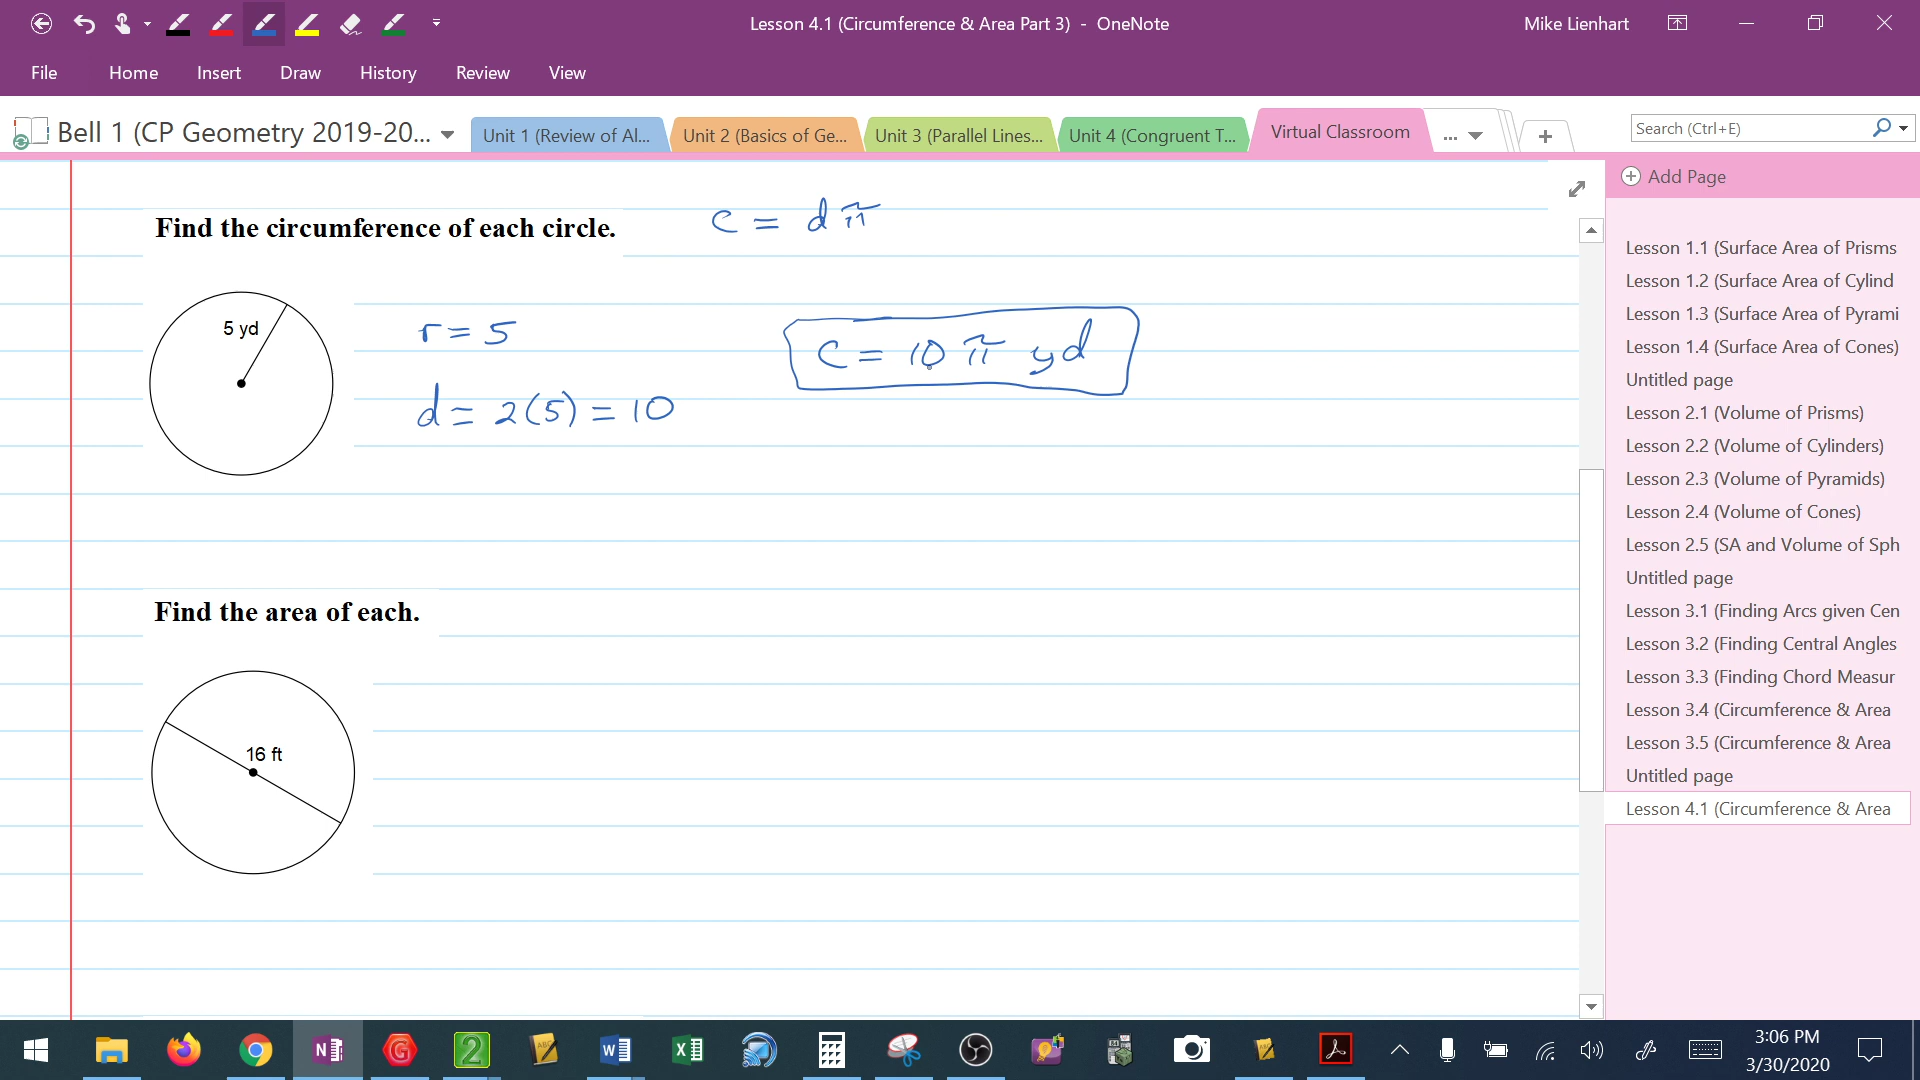 Lesson 4.1 (Circumference & Area Part 3) - OneNote
Mike Lienhart
File Home Insert Draw History Review View
Bell 1 (CP Geometry 2019-20...
Unit 1 (Review of Al...
Unit 2 (Basics of Ge...
Unit 3 (Parallel Lines...
Unit 4 (Congruent T...
Virtual Classroom
...
Search (Ctrl+E)
Find the circumference of each circle.
C = dπ
5 yd
r = 5
d = 2(5) = 10
C = 10π yd
Find the area of each.
16 ft
Add Page
Lesson 1.1 (Surface Area of Prisms
Lesson 1.2 (Surface Area of Cylind
Lesson 1.3 (Surface Area of Pyrami
Lesson 1.4 (Surface Area of Cones)
Untitled page
Lesson 2.1 (Volume of Prisms)
Lesson 2.2 (Volume of Cylinders)
Lesson 2.3 (Volume of Pyramids)
Lesson 2.4 (Volume of Cones)
Lesson 2.5 (SA and Volume of Sph
Untitled page
Lesson 3.1 (Finding Arcs given Cen
Lesson 3.2 (Finding Central Angles
Lesson 3.3 (Finding Chord Measur
Lesson 3.4 (Circumference & Area
Lesson 3.5 (Circumference & Area
Untitled page
Lesson 4.1 (Circumference & Area
3:06 PM
3/30/2020